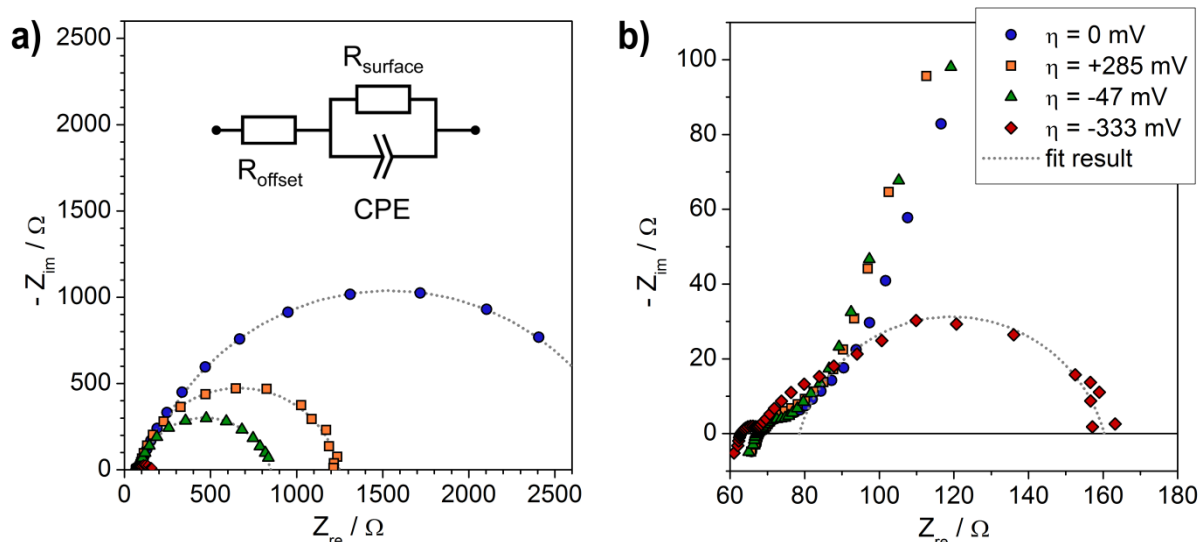 a)
2500
2000
1500
1000
500
0
- Z_im / Ω
R_surface
R_offset
CPE
0 500 1000 1500 2000 2500
Z_re / Ω
b)
100
80
60
40
20
0
- Z_im / Ω
η = 0 mV
η = +285 mV
η = -47 mV
η = -333 mV
fit result
60 80 100 120 140 160 180
Z_re / Ω